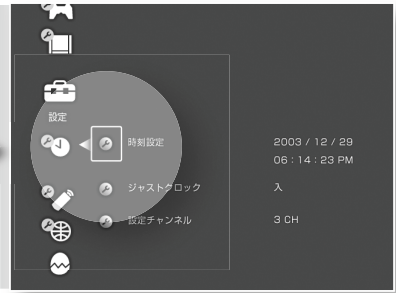 設定
時刻設定
2003 / 12 / 29
06 : 14 : 23 PM
ジャストクロック
入
設定チャンネル
3 CH